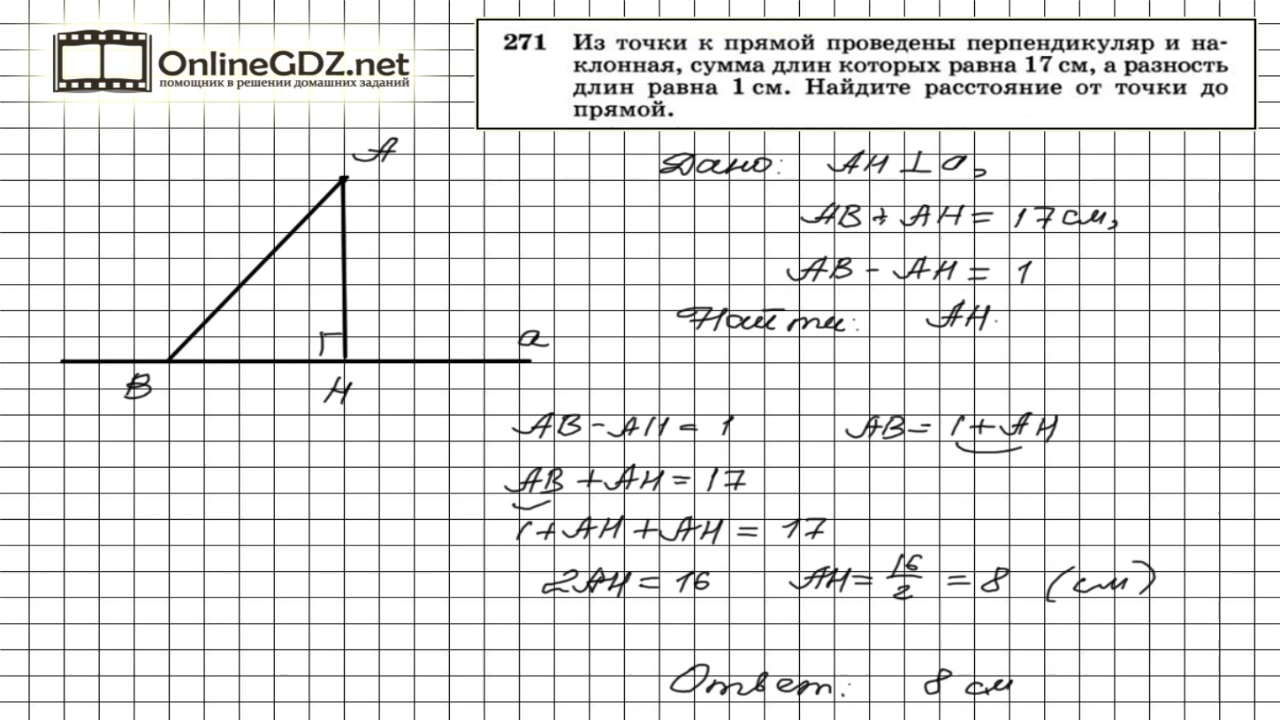 OnlineGDZ.net
помощник в решении домашних заданий
271 Из точки к прямой проведены перпендикуляр и на-
клонная, сумма длин которых равна 17 см, а разность
длин равна 1 см. Найдите расстояние от точки до
прямой.
A
a
B
H
Дано: AH ⊥ a,
AB + AH = 17 см,
AB - AH = 1
Найти: AH.
AB - AH = 1 AB = 1 + AH
AB + AH = 17
1 + AH + AH = 17
2AH = 16 AH = 16/2 = 8 (см)
Ответ: 8 см